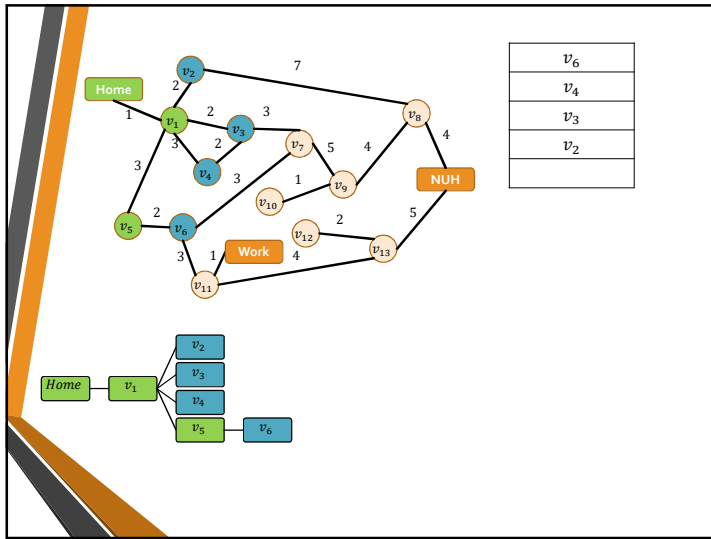 7
v₆
v₂
v₄
Home
2
v₈
v₃
1
v₁
2
3
4
v₂
v₃
3
2
v₇
5
4
v₄
3
3
1
v₉
NUH
v₁₀
2
2
5
v₅
v₆
v₁₂
3
1
Work
4
v₁₃
v₁₁
v₂
Home
v₁
v₃
v₄
v₅
v₆